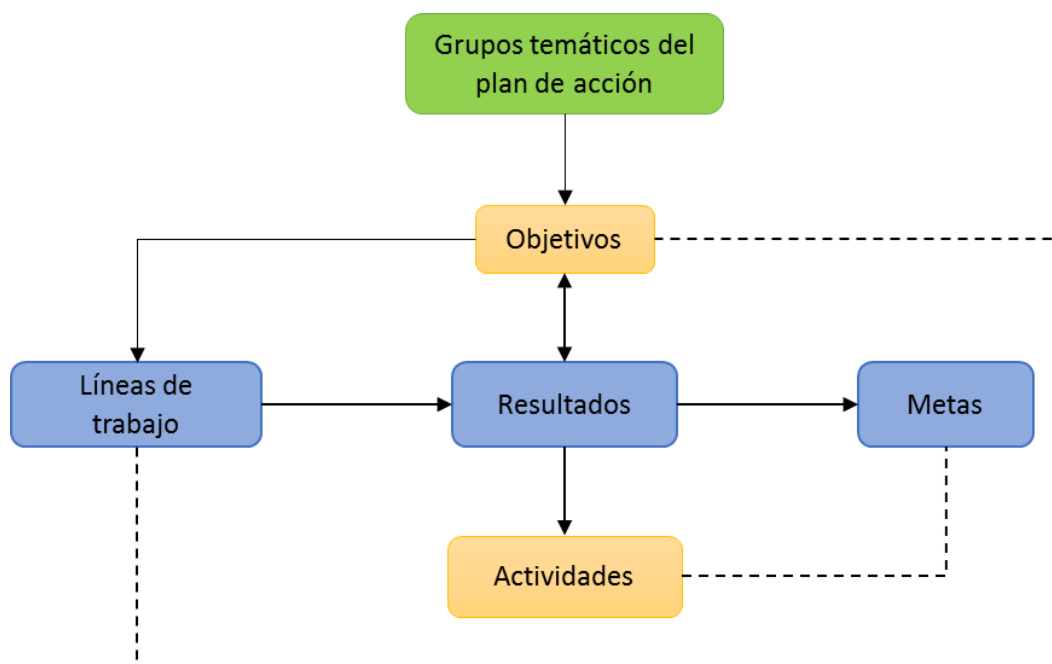 Grupos temáticos del
plan de acción
Objetivos
Líneas de
trabajo
Resultados
Metas
Actividades